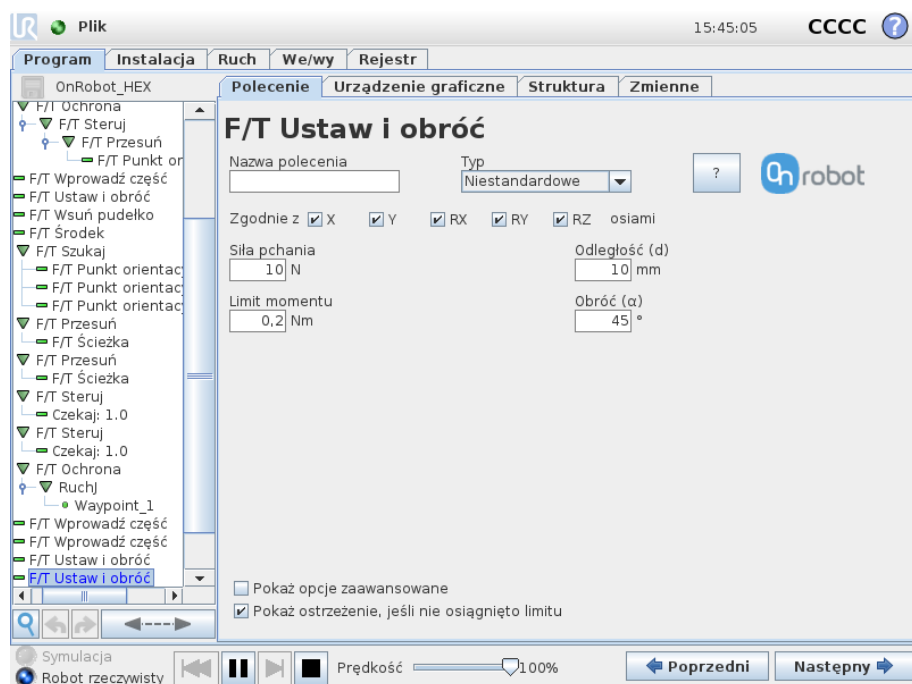 UR Plik 15:45:05 CCCC ?
Program Instalacja Ruch We/wy Rejestr
OnRobot_HEX
Polecenie Urządzenie graficzne Struktura Zmienne
F/T Ochrona
F/T Steruj
F/T Przesuń
F/T Punkt or
F/T Wprowadź część
F/T Ustaw i obróć
F/T Wsuń pudełko
F/T Środek
F/T Szukaj
F/T Punkt orientacy
F/T Punkt orientacy
F/T Punkt orientacy
F/T Przesuń
F/T Ścieżka
F/T Przesuń
F/T Ścieżka
F/T Steruj
Czekaj: 1.0
F/T Steruj
Czekaj: 1.0
F/T Ochrona
RuchJ
Waypoint_1
F/T Wprowadź część
F/T Wprowadź część
F/T Ustaw i obróć
F/T Ustaw i obróć
F/T Ustaw i obróć
Nazwa polecenia Typ
Niestandardowe ? On robot
Zgodnie z X Y RX RY RZ osiami
Siła pchania Odległość (d)
10 N 10 mm
Limit momentu Obróć (α)
0,2 Nm 45 °
Pokaż opcje zaawansowane
Pokaż ostrzeżenie, jeśli nie osiągnięto limitu
Symulacja
Robot rzeczywisty
Prędkość 100% Poprzedni Następny